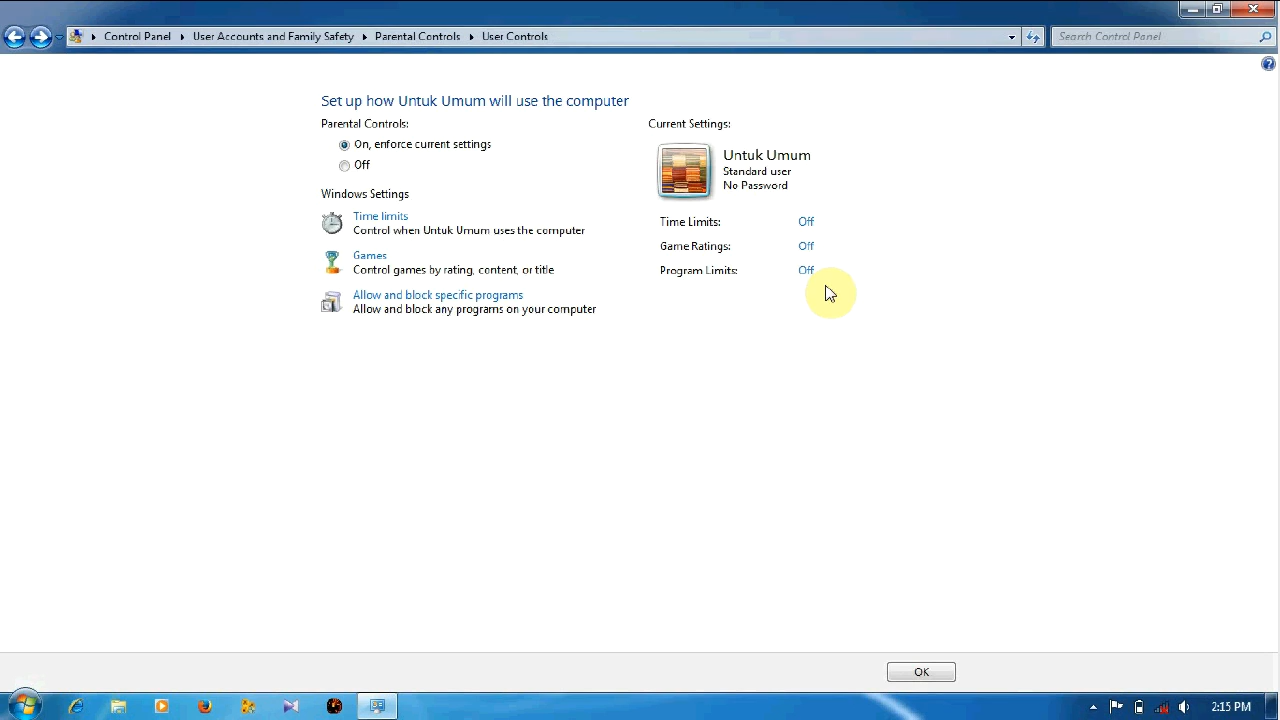 Control Panel User Accounts and Family Safety Parental Controls User Controls
Search Control Panel
Set up how Untuk Umum will use the computer
Parental Controls:
On, enforce current settings
Off
Windows Settings
Time limits
Control when Untuk Umum uses the computer
Games
Control games by rating, content, or title
Allow and block specific programs
Allow and block any programs on your computer
Current Settings:
Untuk Umum
Standard user
No Password
Time Limits: Off
Game Ratings: Off
Program Limits: Off
OK
2:15 PM